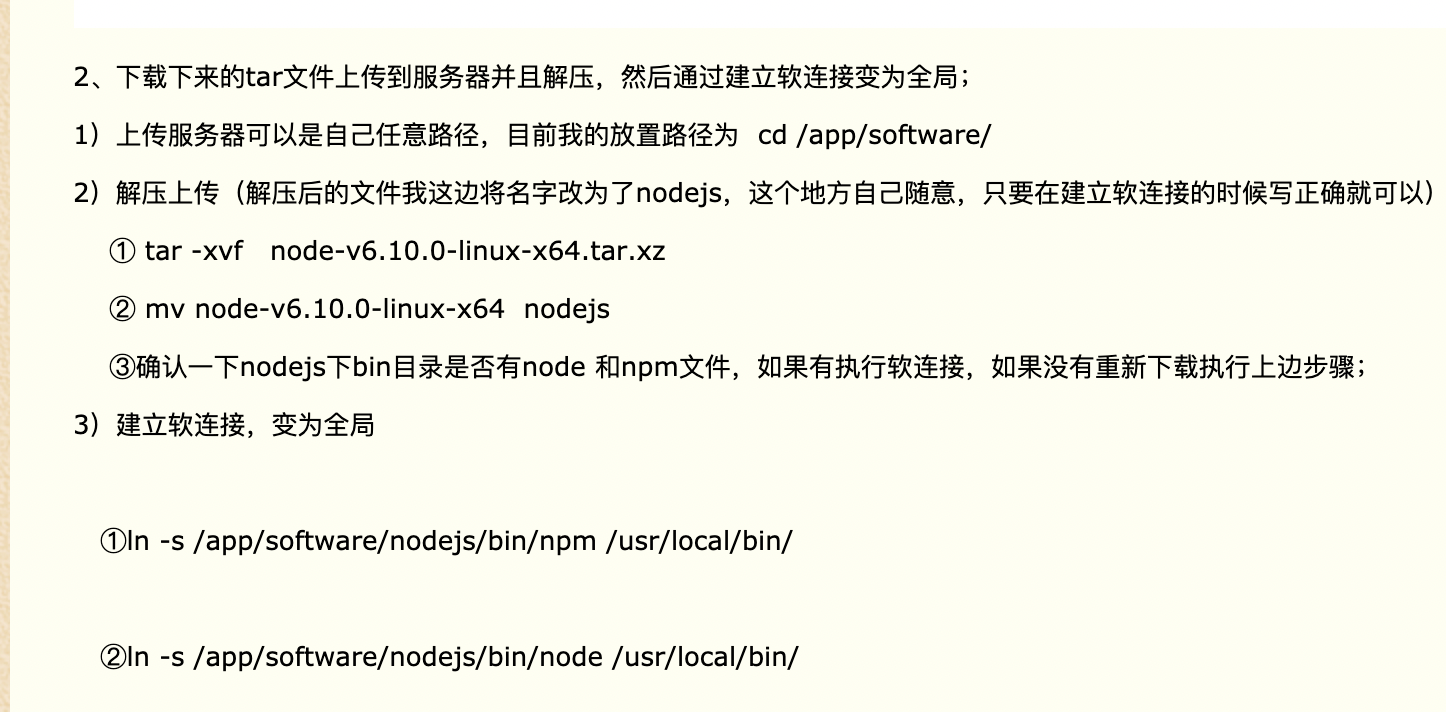 2、下载下来的tar文件上传到服务器并且解压，然后通过建立软连接变为全局；
1）上传服务器可以是自己任意路径，目前我的放置路径为  cd /app/software/
2）解压上传（解压后的文件我这边将名字改为了nodejs，这个地方自己随意，只要在建立软连接的时候写正确就可以）
① tar -xvf   node-v6.10.0-linux-x64.tar.xz
② mv node-v6.10.0-linux-x64  nodejs
③确认一下nodejs下bin目录是否有node 和npm文件，如果有执行软连接，如果没有重新下载执行上边步骤；
3）建立软连接，变为全局
①ln -s /app/software/nodejs/bin/npm /usr/local/bin/
②ln -s /app/software/nodejs/bin/node /usr/local/bin/